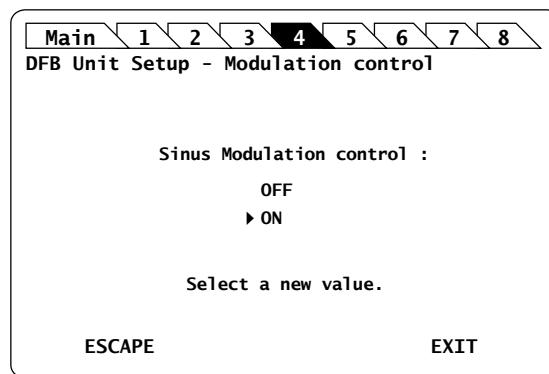 Main 1 2 3 4 5 6 7 8
DFB Unit Setup - Modulation control
Sinus Modulation control :
OFF
ON
Select a new value.
ESCAPE EXIT